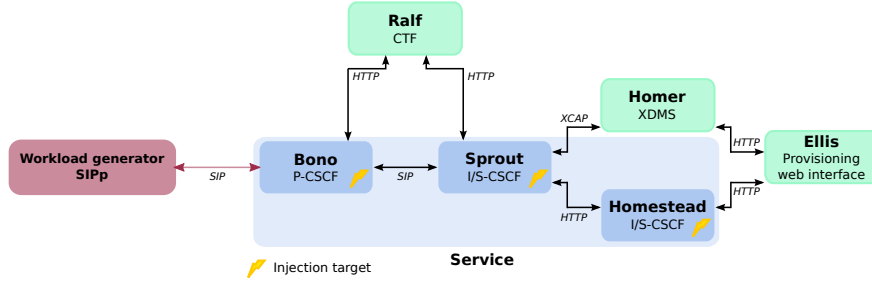 Ralf
CTF
HTTP
HTTP
Homer
XDMS
XCAP
Workload generator
SIPp
SIP
Bono
P-CSCF
SIP
Sprout
I/S-CSCF
HTTP
Ellis
Provisioning
web interface
HTTP
HTTP
Homestead
I/S-CSCF
Service
Injection target